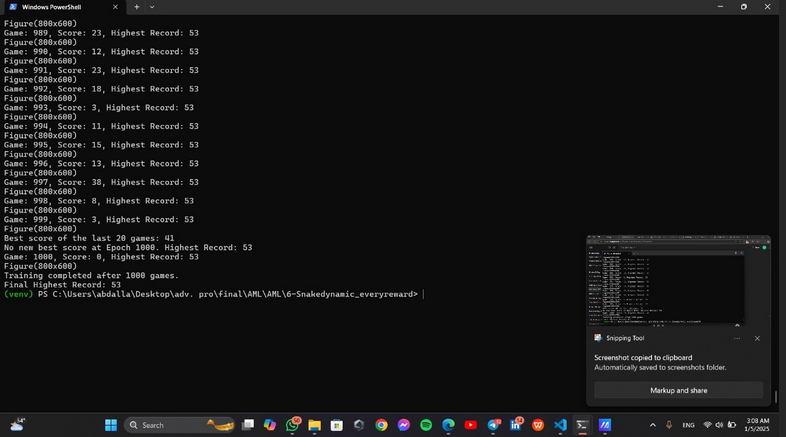 Windows PowerShell
Figure(800x600)
Game: 989, Score: 23, Highest Record: 53
Figure(800x600)
Game: 990, Score: 12, Highest Record: 53
Figure(800x600)
Game: 991, Score: 23, Highest Record: 53
Figure(800x600)
Game: 992, Score: 18, Highest Record: 53
Figure(800x600)
Game: 993, Score: 3, Highest Record: 53
Figure(800x600)
Game: 994, Score: 11, Highest Record: 53
Figure(800x600)
Game: 995, Score: 15, Highest Record: 53
Figure(800x600)
Game: 996, Score: 13, Highest Record: 53
Figure(800x600)
Game: 997, Score: 38, Highest Record: 53
Figure(800x600)
Game: 998, Score: 8, Highest Record: 53
Figure(800x600)
Game: 999, Score: 3, Highest Record: 53
Figure(800x600)
Best score of the last 20 games: 41
No new best score at Epoch 1000. Highest Record: 53
Game: 1000, Score: 0, Highest Record: 53
Figure(800x600)
Training completed after 1000 games.
Final Highest Record: 53
(venv) PS C:\Users\abdalla\Desktop\adv. pro\final\AML\AML\6-Snakedynamic_everyreward>
Snipping Tool
Screenshot copied to clipboard
Automatically saved to screenshots folder.
Markup and share
54°
Search
ENG
3:08 AM
1/5/2025